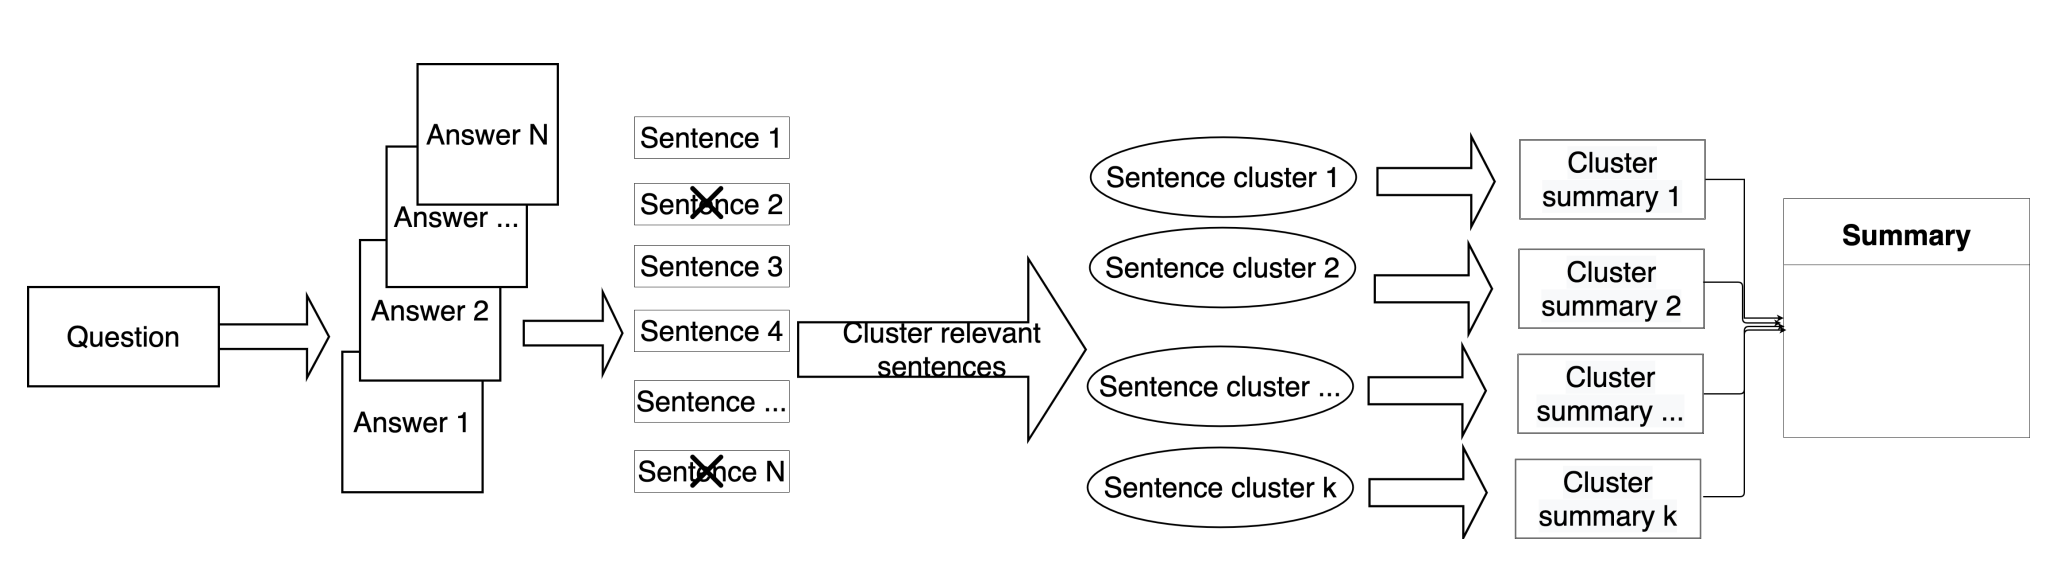 Question
Answer N
Answer ...
Answer 2
Answer 1
Sentence 1
Sentence 2
Sentence 3
Sentence 4
Sentence ...
Sentence N
Cluster relevant
sentences
Sentence cluster 1
Sentence cluster 2
Sentence cluster ...
Sentence cluster k
Cluster
summary 1
Cluster
summary 2
Cluster
summary ...
Cluster
summary k
Summary